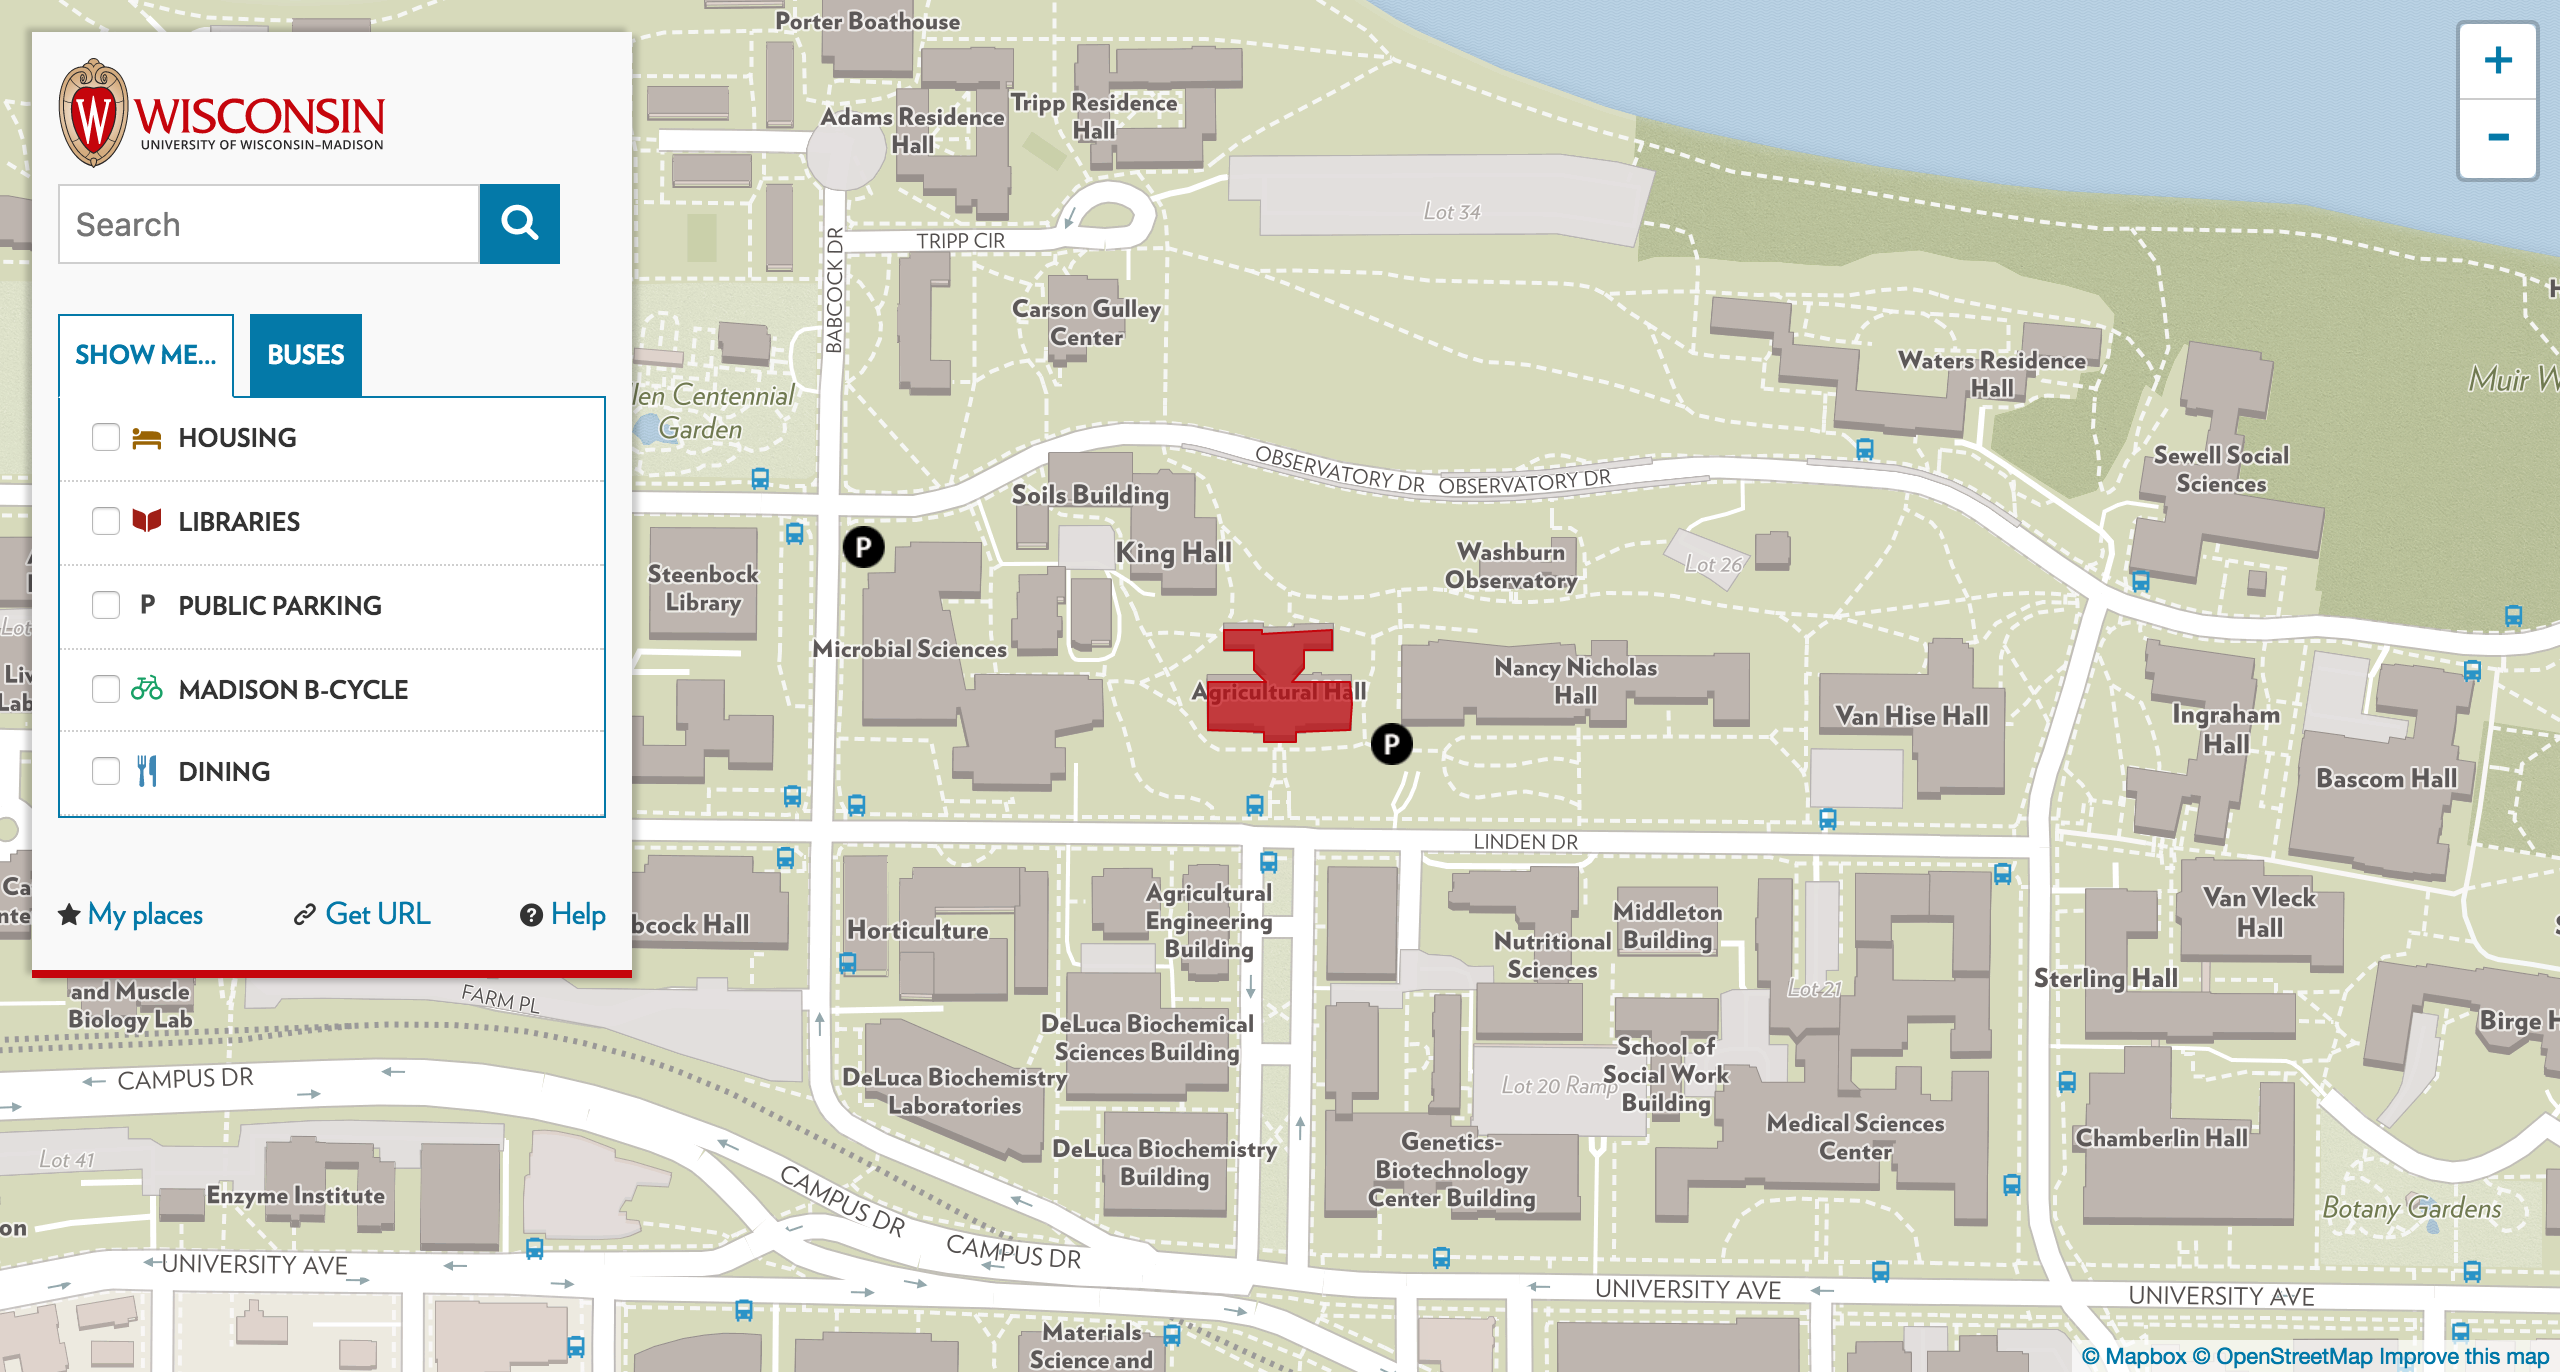 WISCONSIN
UNIVERSITY OF WISCONSIN–MADISON
Search
SHOW ME...
BUSES
HOUSING
LIBRARIES
P PUBLIC PARKING
MADISON B-CYCLE
DINING
My places
Get URL
? Help
+
-
Porter Boathouse
Adams Residence
Hall
Tripp Residence
Hall
Lot 34
TRIPP CIR
BABCOCK DR
Carson Gulley
Center
Waters Residence
Hall
Muir W
len Centennial
Garden
OBSERVATORY DR
OBSERVATORY DR
Sewell Social
Sciences
Soils Building
King Hall
P
Washburn
Observatory
Lot 26
Steenbock
Library
Lot
Microbial Sciences
Agricultural Hall
Nancy Nicholas
Hall
P
Van Hise Hall
Ingraham
Hall
Bascom Hall
Liv
Lab
LINDEN DR
Ca
nte
bcock Hall
Horticulture
Agricultural
Engineering
Building
Nutritional
Sciences
Middleton
Building
Lot 21
Van Vleck
Hall
Sterling Hall
Birge H
and Muscle
Biology Lab
FARM PL
DeLuca Biochemical
Sciences Building
School of
Social Work
Building
Lot 20 Ramp
DeLuca Biochemistry
Laboratories
CAMPUS DR
Medical Sciences
Center
Chamberlin Hall
DeLuca Biochemistry
Building
Genetics-
Biotechnology
Center Building
Lot 41
Enzyme Institute
on
CAMPUS DR
CAMPUS DR
Botany Gardens
UNIVERSITY AVE
UNIVERSITY AVE
UNIVERSITY AVE
Materials
Science and
© Mapbox © OpenStreetMap Improve this map